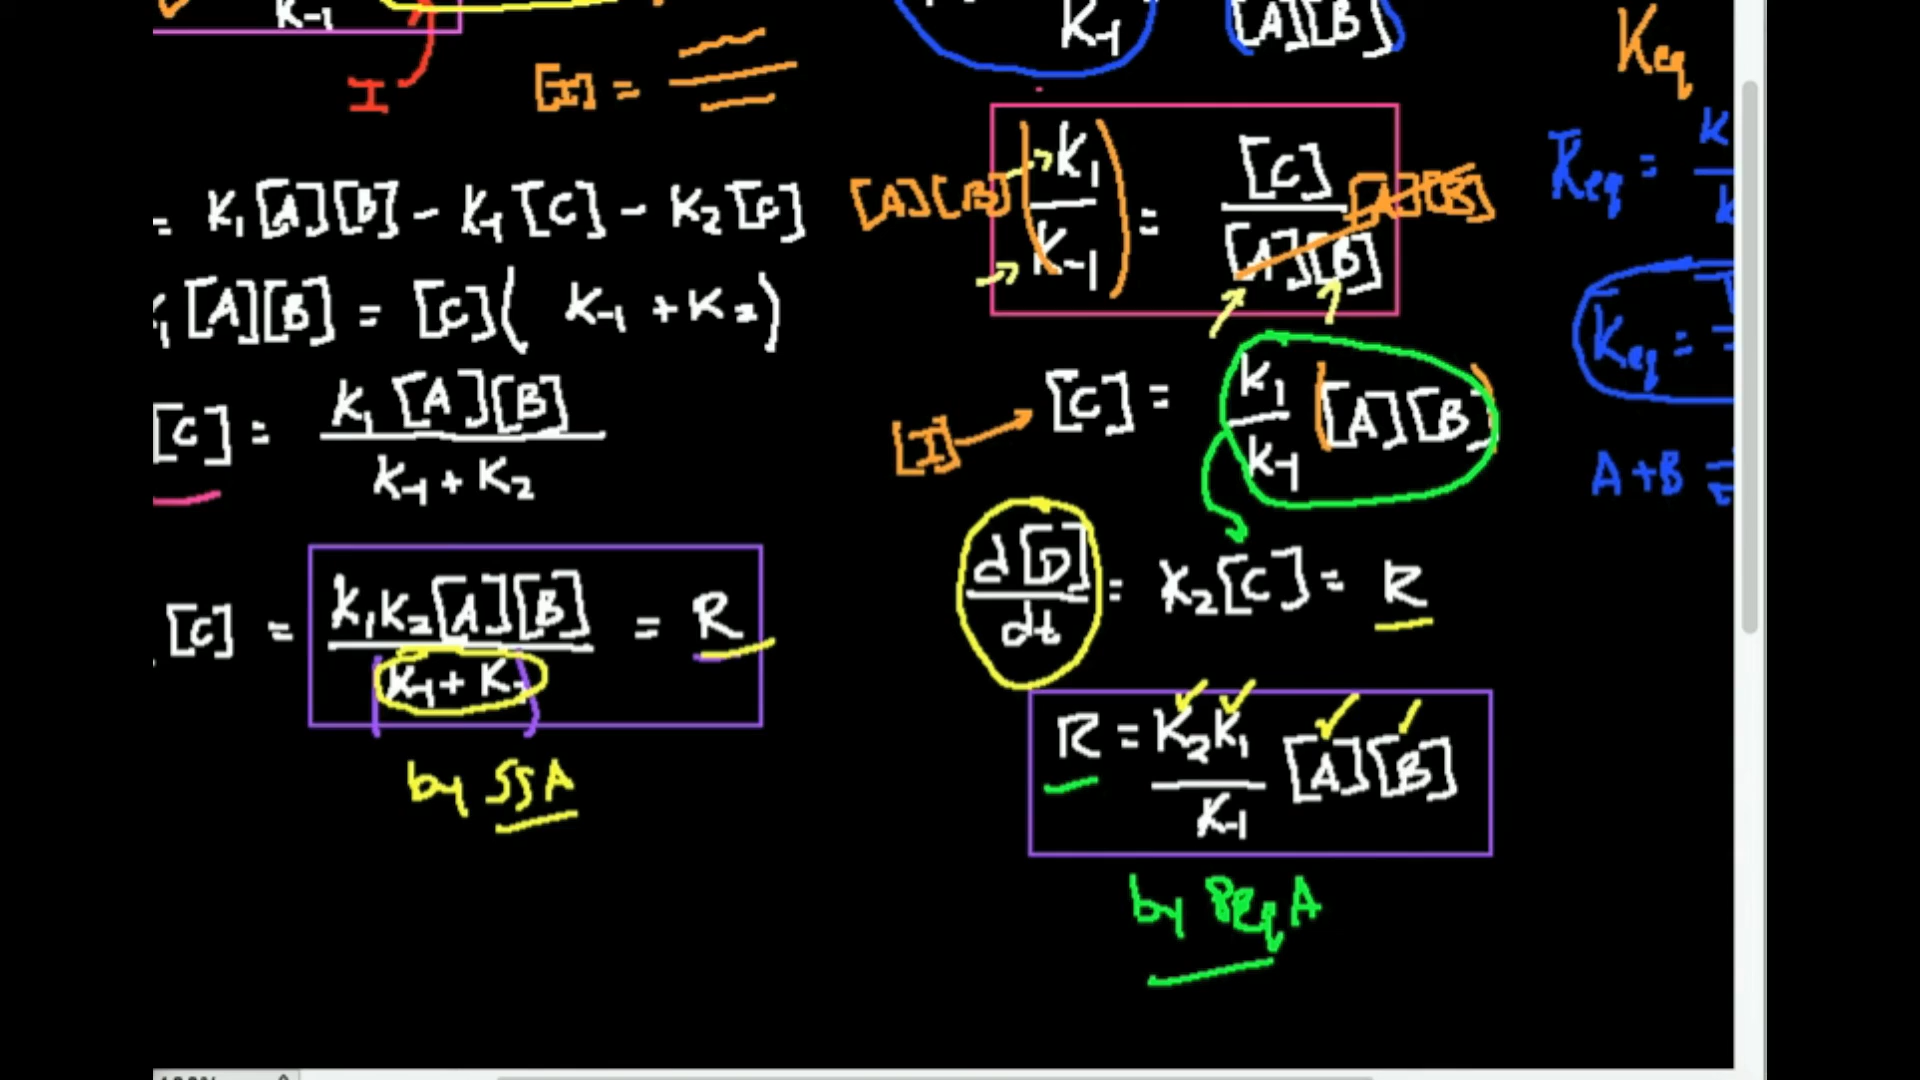 K-1
I
[I] =
= K1[A][B] - K-1[C] - K2[C]
K1[A][B] = [C]( K-1 + K2)
[C] = K1[A][B] / K-1 + K2
[C] = K1K2[A][B] / K-1 + K2 = R
by SSA
K-1 [A][B]
[A][B] (K1 / K-1) = [C] / [A][B] [A][B]
[I] → [C] = K1 / K-1 [A][B]
d[D] / dt = K2[C] = R
R = K2K1 / K-1 [A][B]
by PEqA
Keq
Keq = K / K
Keq =
A + B ⇌